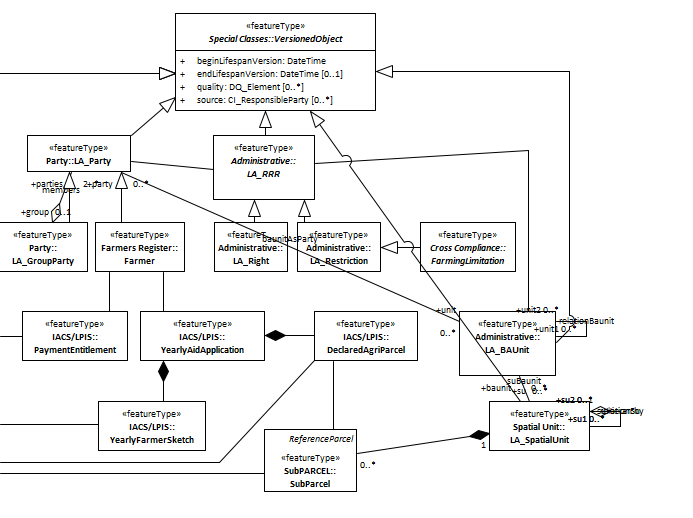 «featureType»
Special Classes::VersionedObject
+ beginLifespanVersion: DateTime
+ endLifespanVersion: DateTime [0..1]
+ quality: DQ_Element [0..*]
+ source: CI_ResponsibleParty [0..*]
«featureType»
Party::LA_Party
«featureType»
Administrative::
LA_RRR
+parties 2..*
+party 0..*
members
+group 0..1
«featureType»
Party::
LA_GroupParty
«featureType»
Farmers Register::
Farmer
«featureType»
Administrative::
LA_Right
baunitAsParty
«featureType»
Administrative::
LA_Restriction
«featureType»
Cross Compliance::
FarmingLimitation
«featureType»
IACS/LPIS::
PaymentEntitlement
«featureType»
IACS/LPIS::
YearlyAidApplication
«featureType»
IACS/LPIS::
DeclaredAgriParcel
+unit
0..*
+unit2 0..*
relationBaunit
+unit1 0..*
«featureType»
Administrative::
LA_BAUnit
suBaunit
+baunit 0..*
+su
+su2 0..*
+su1 0..*
«featureType»
IACS/LPIS::
YearlyFarmerSketch
«featureType»
Spatial Unit::
LA_SpatialUnit
1
ReferenceParcel
«featureType»
SubPARCEL::
SubParcel
0..*